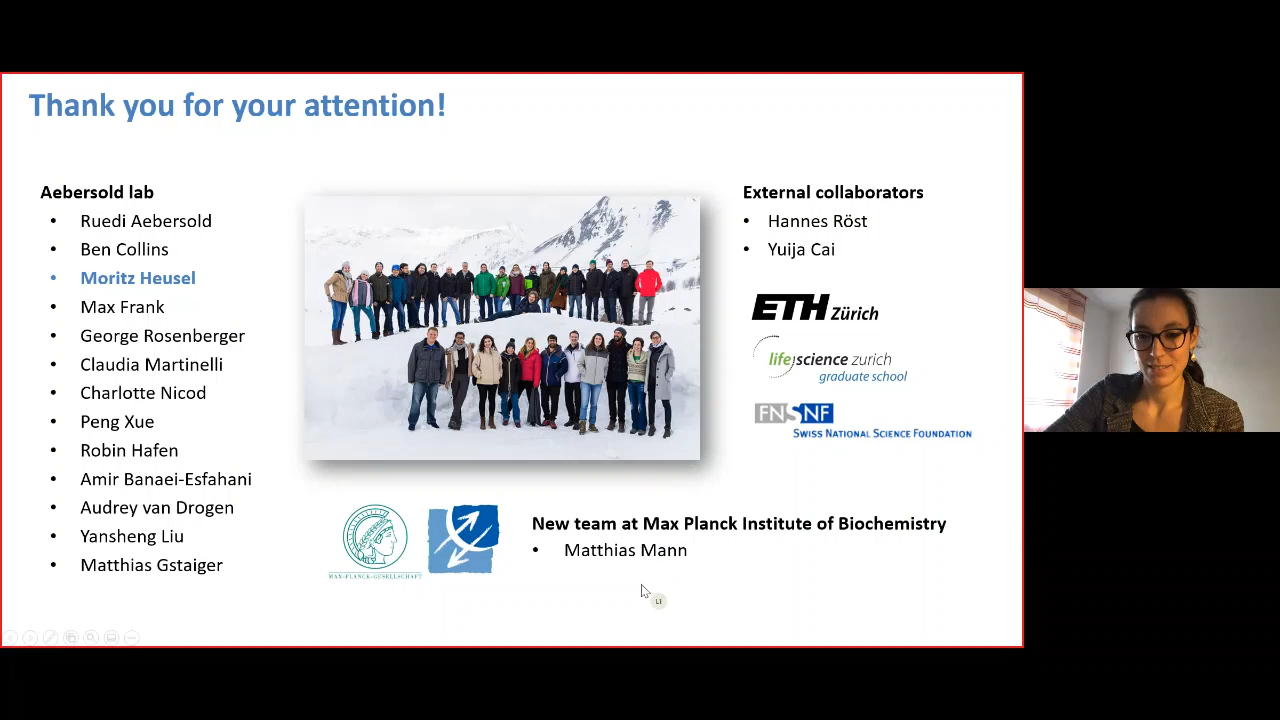 Thank you for your attention!
Aebersold lab
• Ruedi Aebersold
• Ben Collins
• Moritz Heusel
• Max Frank
• George Rosenberger
• Claudia Martinelli
• Charlotte Nicod
• Peng Xue
• Robin Hafen
• Amir Banaei-Esfahani
• Audrey van Drogen
• Yansheng Liu
• Matthias Gstaiger
External collaborators
• Hannes Röst
• Yuija Cai
ETH Zürich
life science zurich
graduate school
FNSNF
SWISS NATIONAL SCIENCE FOUNDATION
MAX-PLANCK-GESELLSCHAFT
New team at Max Planck Institute of Biochemistry
• Matthias Mann